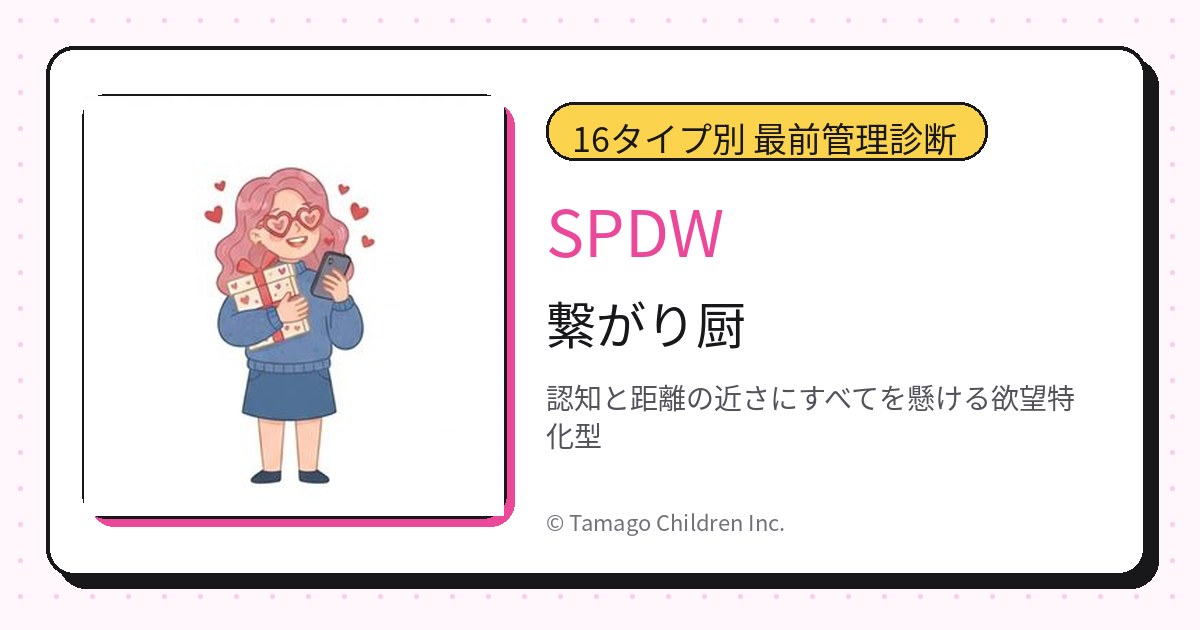 16タイプ別 最前管理診断
SPDW
繋がり厨
認知と距離の近さにすべてを懸ける欲望特
化型
© Tamago Children Inc.